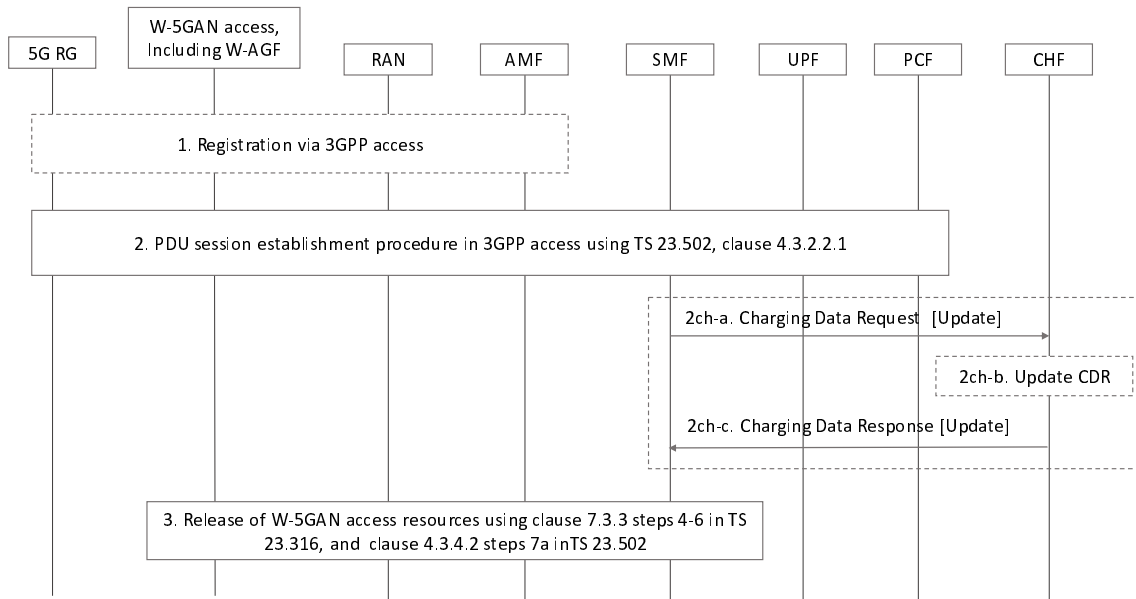 W-5GAN access,
Including W-AGF
5G RG
RAN
AMF
SMF
UPF
PCF
CHF
1. Registration via 3GPP access
2. PDU session establishment procedure in 3GPP access using TS 23.502, clause 4.3.2.2.1
2ch-a. Charging Data Request [Update]
2ch-b. Update CDR
2ch-c. Charging Data Response [Update]
3. Release of W-5GAN access resources using clause 7.3.3 steps 4-6 in TS
23.316, and clause 4.3.4.2 steps 7a inTS 23.502